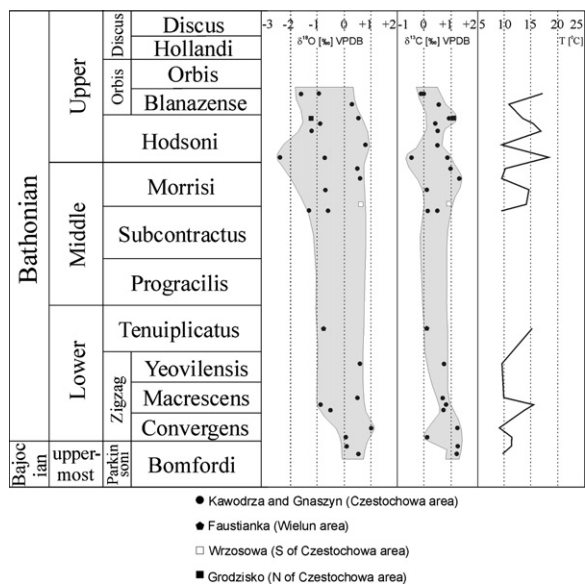 Discus
Discus
Hollandi
-3 -2 -1 0 1
δ¹⁸O [‰] VPDB
-1 0 +1 +2
δ¹³C [‰] VPDB
5 10 15 20
T [°C]
Upper
Orbis
Orbis
Blanazense
Hodsoni
Bathonian
Middle
Morrisi
Subcontractus
Progracilis
Lower
Tenuiplicatus
Zigzag
Yeovilensis
Macrescens
Convergens
Bajoc
ian
upper-
most
Parkin
soni
Bomfordi
Kawodrza and Gnaszyn (Czestochowa area)
Faustianka (Wielun area)
Wrzosowa (S of Czestochowa area)
Grodzisko (N of Czestochowa area)